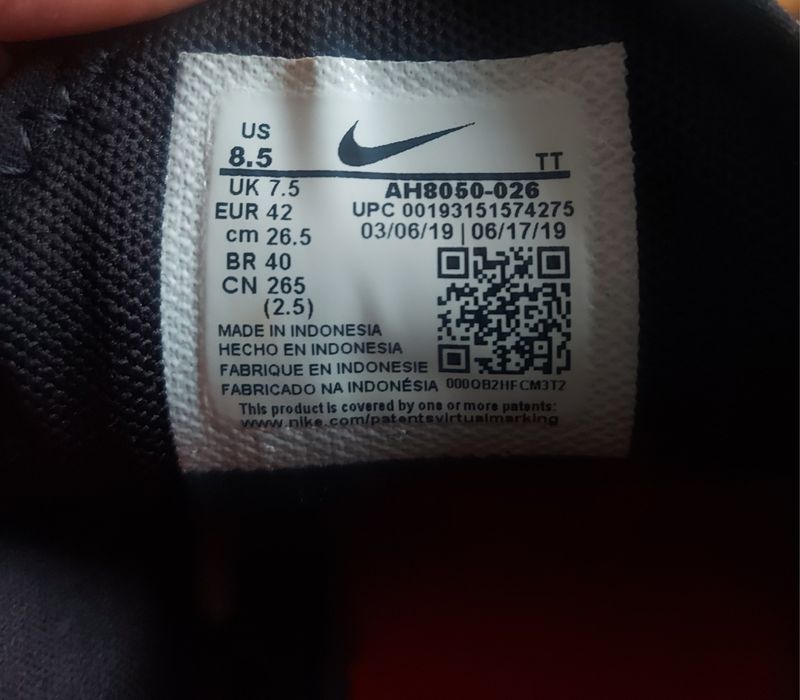 US
8.5
TT
UK 7.5
AH8050-026
EUR 42
UPC 00193151574275
cm 26.5
03/06/19 | 06/17/19
BR 40
CN 265
(2.5)
MADE IN INDONESIA
HECHO EN INDONESIA
FABRIQUE EN INDONESIE
FABRICADO NA INDONÉSIA
000QB2HFCM3T2
This product is covered by one or more patents:
www.nike.com/patentsvirtualmarking